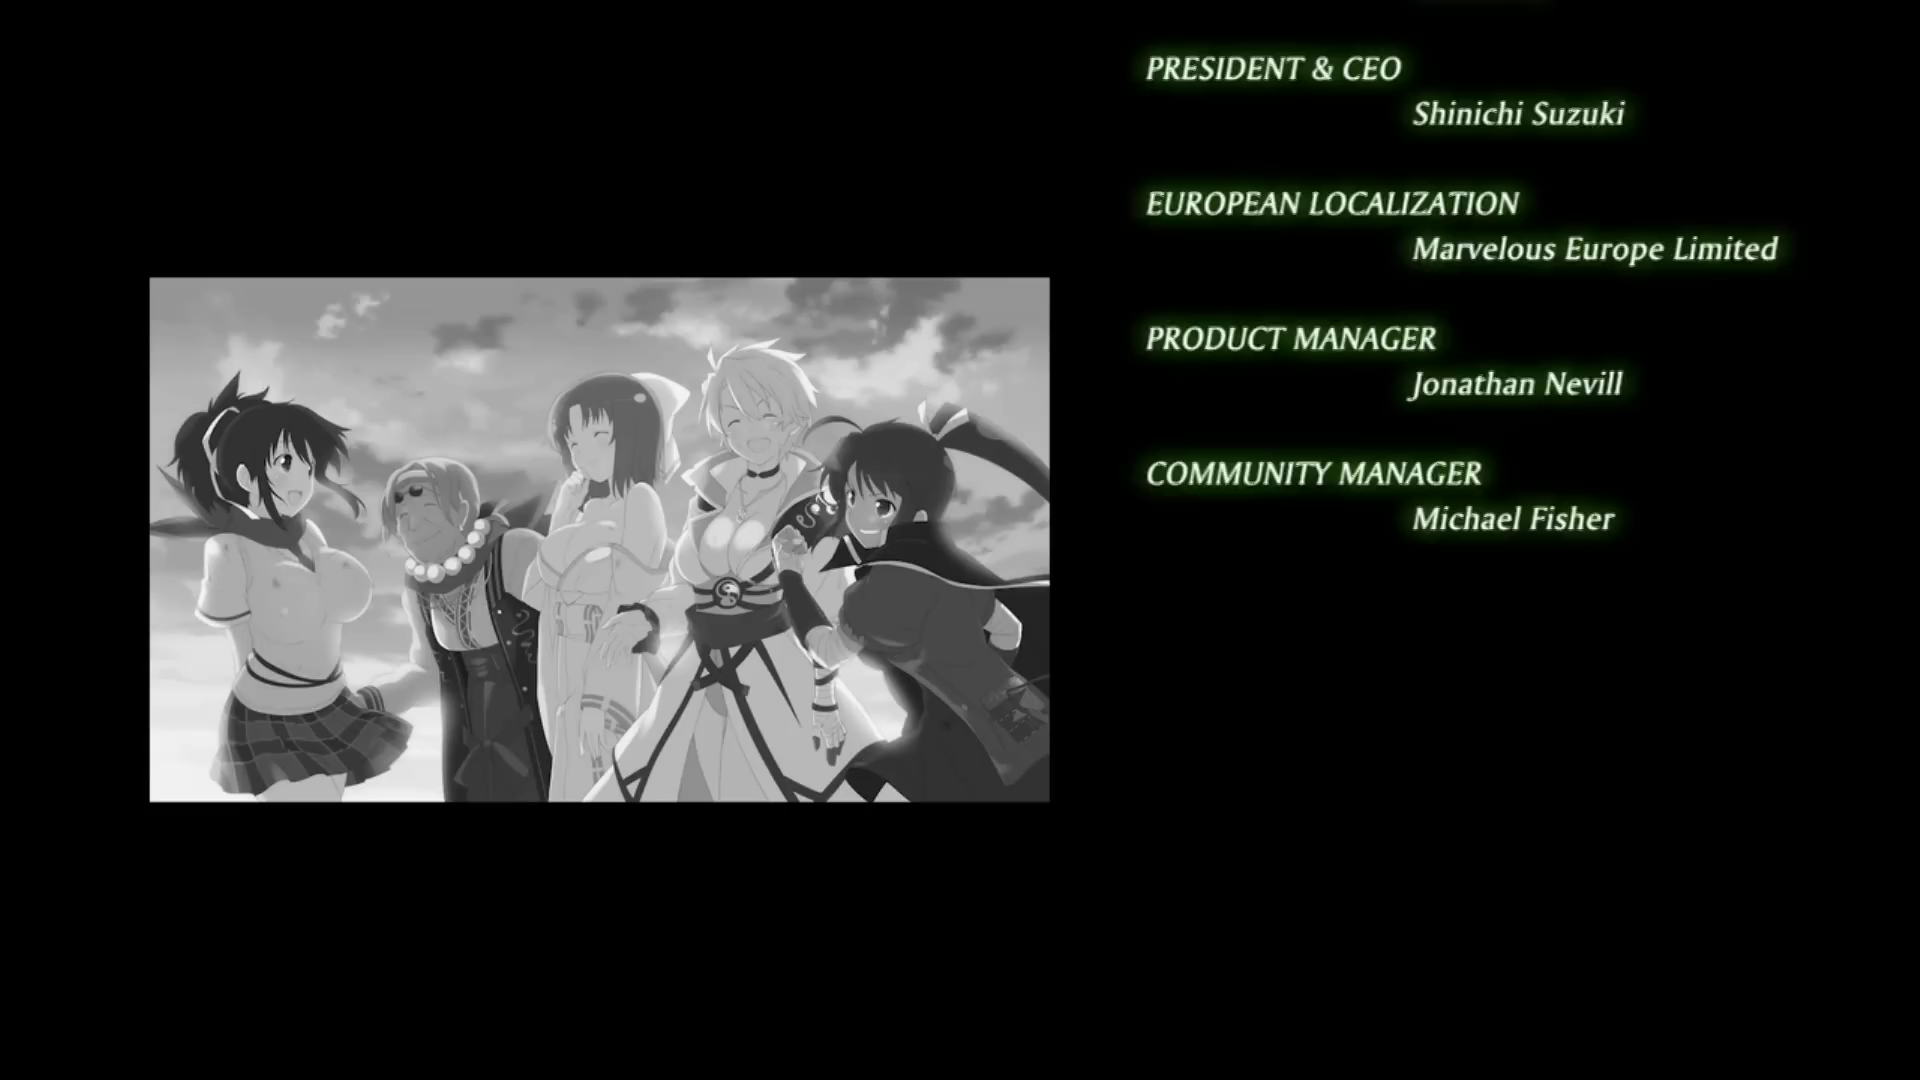 PRESIDENT & CEO
Shinichi Suzuki
EUROPEAN LOCALIZATION
Marvelous Europe Limited
PRODUCT MANAGER
Jonathan Nevill
COMMUNITY MANAGER
Michael Fisher